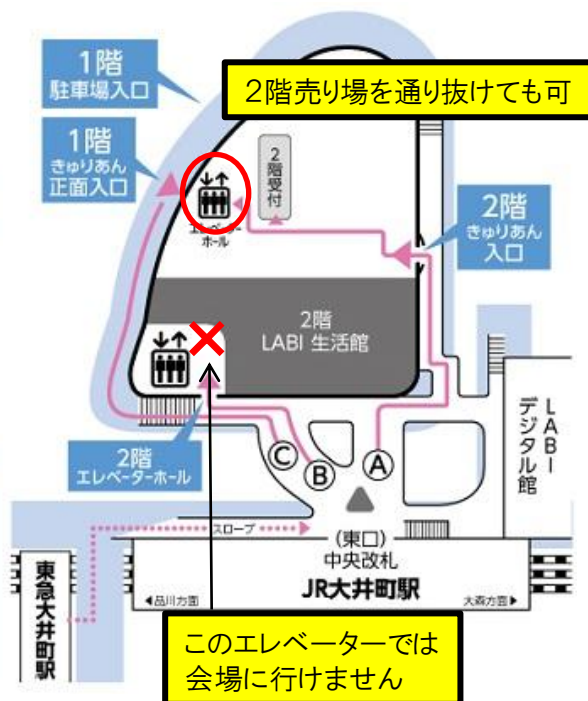 1階
駐車場入口
2階売り場を通り抜けても可
1階
きゅりあん
正面入口
2階受付
エレベーター
ホール
2階
きゅりあん
入口
2階
LABI 生活館
2階
エレベーターホール
Ⓒ
Ⓑ
Ⓐ
LABI
デジタル館
スロープ
(東口)
中央改札
JR大井町駅
◀品川方面
大森方面▶
東急大井町駅
このエレベーターでは
会場に行けません